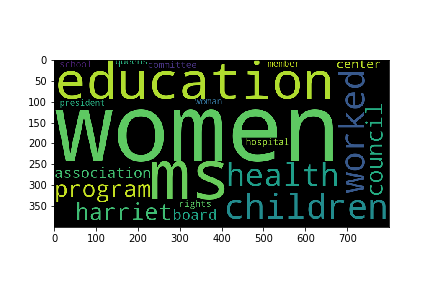 school queens committee member center
education
president woman
women
hospital
worked
council
association ms health
program children
harriet rights
board
0
50
100
150
200
250
300
350
0 100 200 300 400 500 600 700